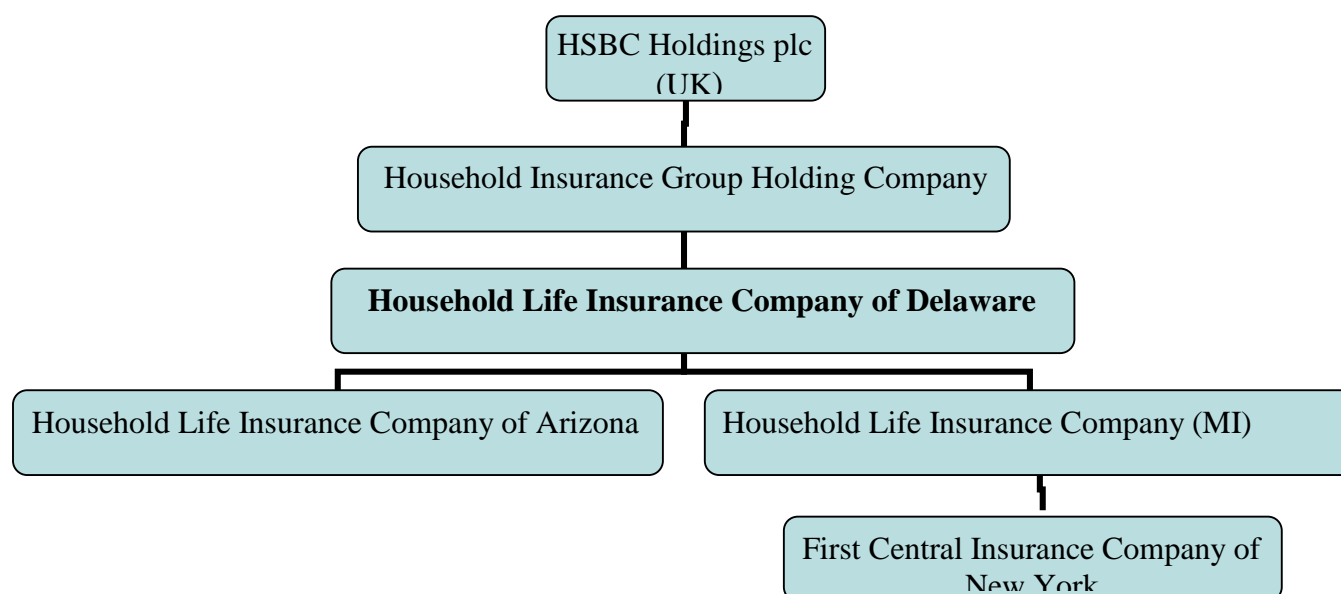 HSBC Holdings plc
(UK)
Household Insurance Group Holding Company
Household Life Insurance Company of Delaware
Household Life Insurance Company of Arizona
Household Life Insurance Company (MI)
First Central Insurance Company of
New York